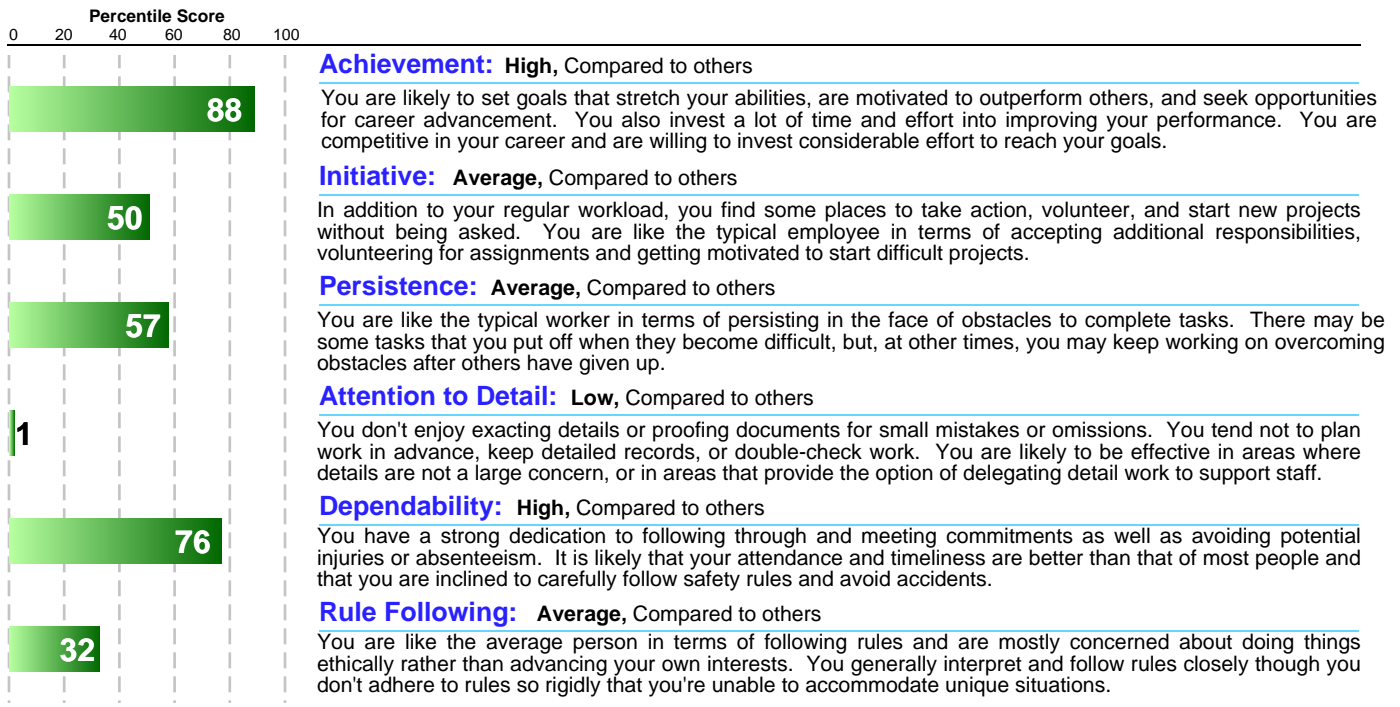 Percentile Score
0 20 40 60 80 100
Achievement: High, Compared to others
88
You are likely to set goals that stretch your abilities, are motivated to outperform others, and seek opportunities
for career advancement. You also invest a lot of time and effort into improving your performance. You are
competitive in your career and are willing to invest considerable effort to reach your goals.
Initiative: Average, Compared to others
50
In addition to your regular workload, you find some places to take action, volunteer, and start new projects
without being asked. You are like the typical employee in terms of accepting additional responsibilities,
volunteering for assignments and getting motivated to start difficult projects.
Persistence: Average, Compared to others
57
You are like the typical worker in terms of persisting in the face of obstacles to complete tasks. There may be
some tasks that you put off when they become difficult, but, at other times, you may keep working on overcoming
obstacles after others have given up.
Attention to Detail: Low, Compared to others
1
You don't enjoy exacting details or proofing documents for small mistakes or omissions. You tend not to plan
work in advance, keep detailed records, or double-check work. You are likely to be effective in areas where
details are not a large concern, or in areas that provide the option of delegating detail work to support staff.
Dependability: High, Compared to others
76
You have a strong dedication to following through and meeting commitments as well as avoiding potential
injuries or absenteeism. It is likely that your attendance and timeliness are better than that of most people and
that you are inclined to carefully follow safety rules and avoid accidents.
Rule Following: Average, Compared to others
32
You are like the average person in terms of following rules and are mostly concerned about doing things
ethically rather than advancing your own interests. You generally interpret and follow rules closely though you
don't adhere to rules so rigidly that you're unable to accommodate unique situations.